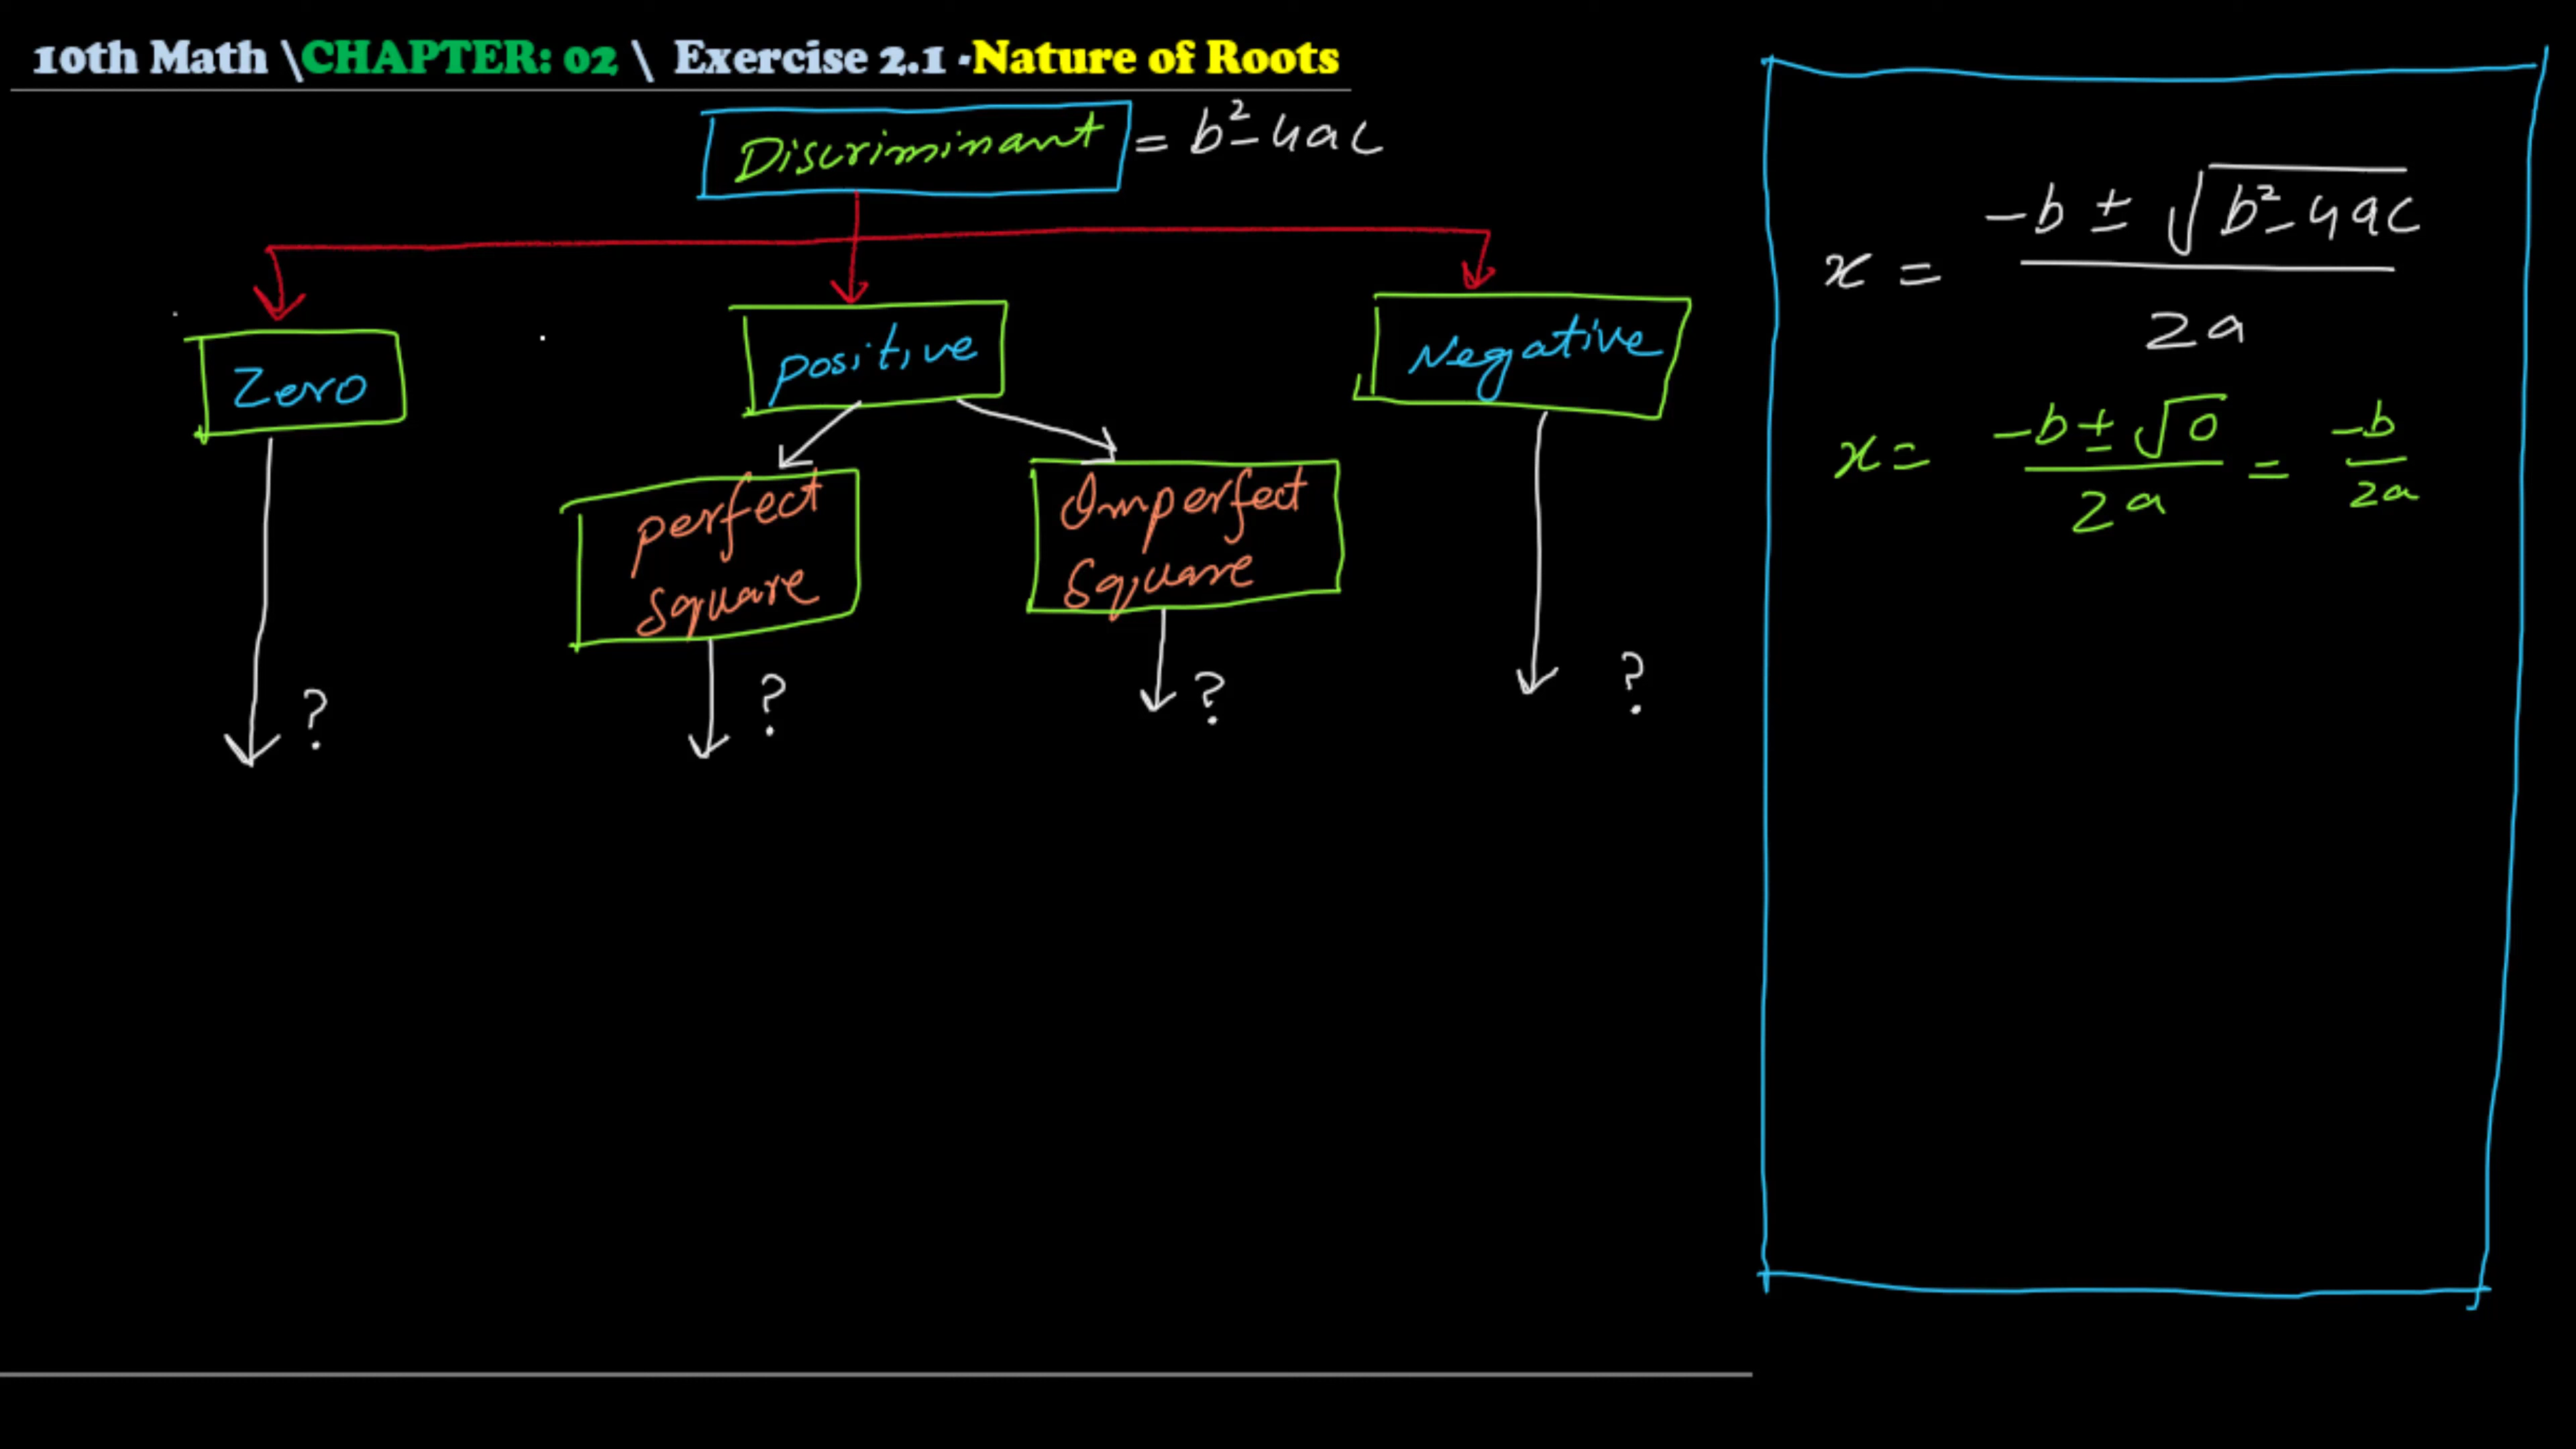 10th Math \CHAPTER: 02 \ Exercise 2.1 ·Nature of Roots
Discriminant = b² - 4ac
Zero
positive
Negative
perfect
square
Imperfect
Square
?
?
?
?
x = -b ± √b² - 4ac / 2a
x = -b ± √0 / 2a = -b / 2a